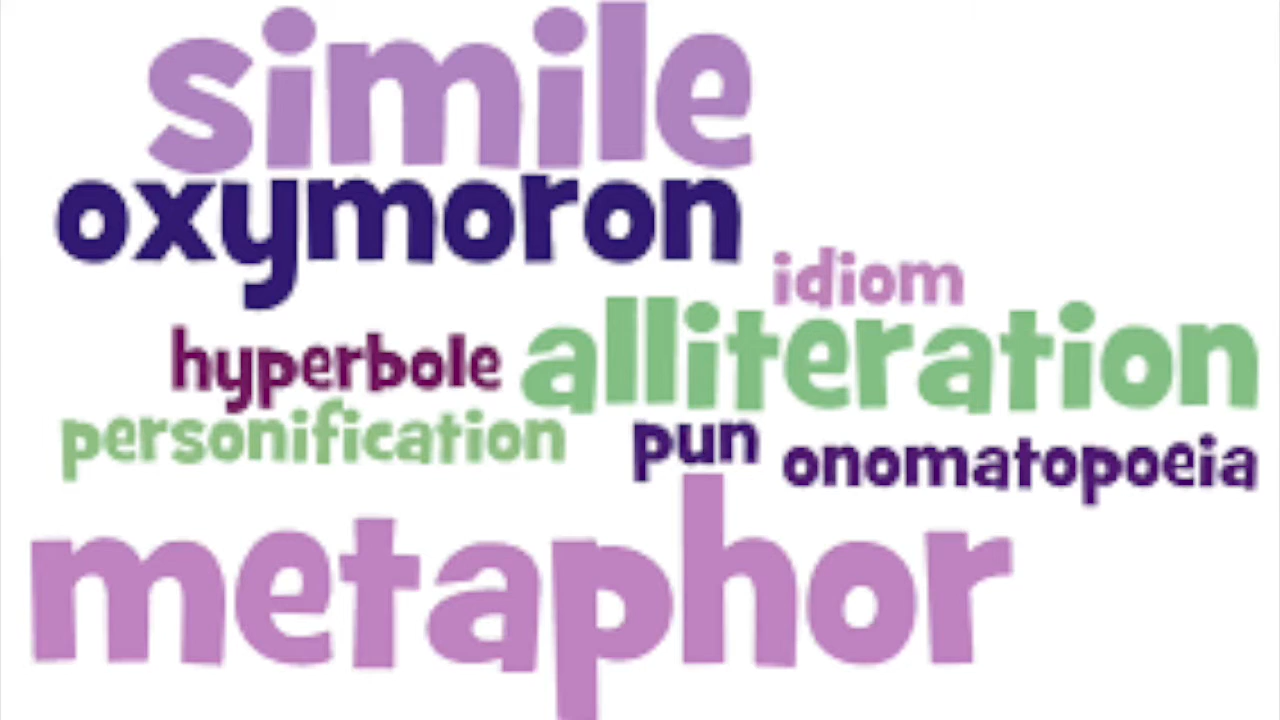 simile
oxymoron
idiom
hyperbole alliteration
personification pun onomatopoeia
metaphor